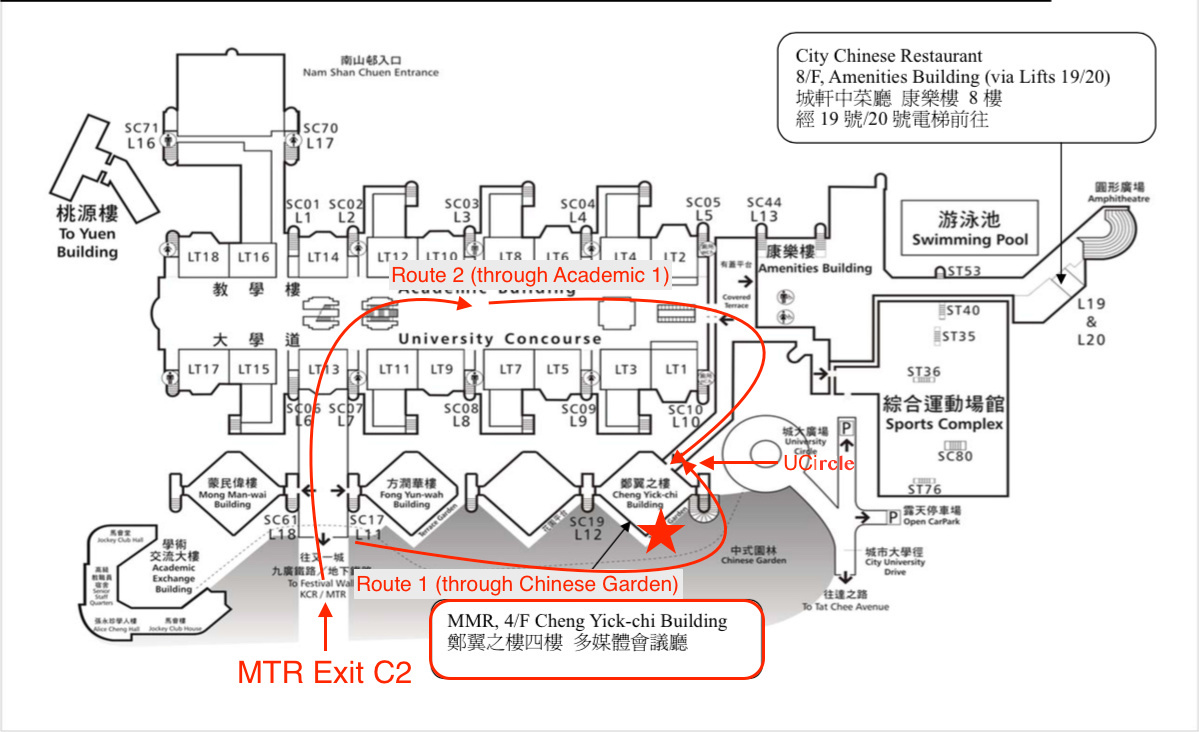 City Chinese Restaurant
8/F, Amenities Building (via Lifts 19/20)
城軒中菜廳 康樂樓 8 樓
經 19 號/20 號電梯前往
南山邨入口
Nam Shan Chuen Entrance
SC71
L16
SC70
L17
桃源樓
To Yuen
Building
SC01
L1
SC02
L2
SC03
L3
SC04
L4
SC05
L5
SC44
L13
圓形廣場
Amphitheatre
游泳池
Swimming Pool
康樂樓
Amenities Building
ST53
LT18
LT16
LT14
LT12
LT10
LT8
LT6
LT4
LT2
有蓋平台
Covered
Terrace
Route 2 (through Academic 1)
教 學 樓
Academic Building
大 學 道
University Concourse
L19
&
L20
ST40
ST35
ST36
綜合運動場館
Sports Complex
SC80
ST76
LT17
LT15
LT13
LT11
LT9
LT7
LT5
LT3
LT1
SC06
L6
SC07
L7
SC08
L8
SC09
L9
SC10
L10
城大廣場
University
Circle
P
UCircle
蒙民偉樓
Mong Man-wai
Building
方潤華樓
Fong Yun-wah
Building
Terrace Garden
鄭翼之樓
Cheng Yick-chi
Building
Garden
SC61
L18
SC17
L11
SC19
L12
P
露天停車場
Open CarPark
中式園林
Chinese Garden
城市大學徑
City University
Drive
往達之路
To Tat Chee Avenue
馬會堂
Jockey Club Hall
學術
交流大樓
Academic
Exchange
Building
高級
教職員
宿舍
Senior
Staff
Quarters
張永珍學人樓
Alice Cheng Hall
馬會樓
Jockey Club House
往又一城
九廣鐵路／地下鐵路
To Festival Walk
KCR / MTR
Route 1 (through Chinese Garden)
MMR, 4/F Cheng Yick-chi Building
鄭翼之樓四樓 多媒體會議廳
MTR Exit C2